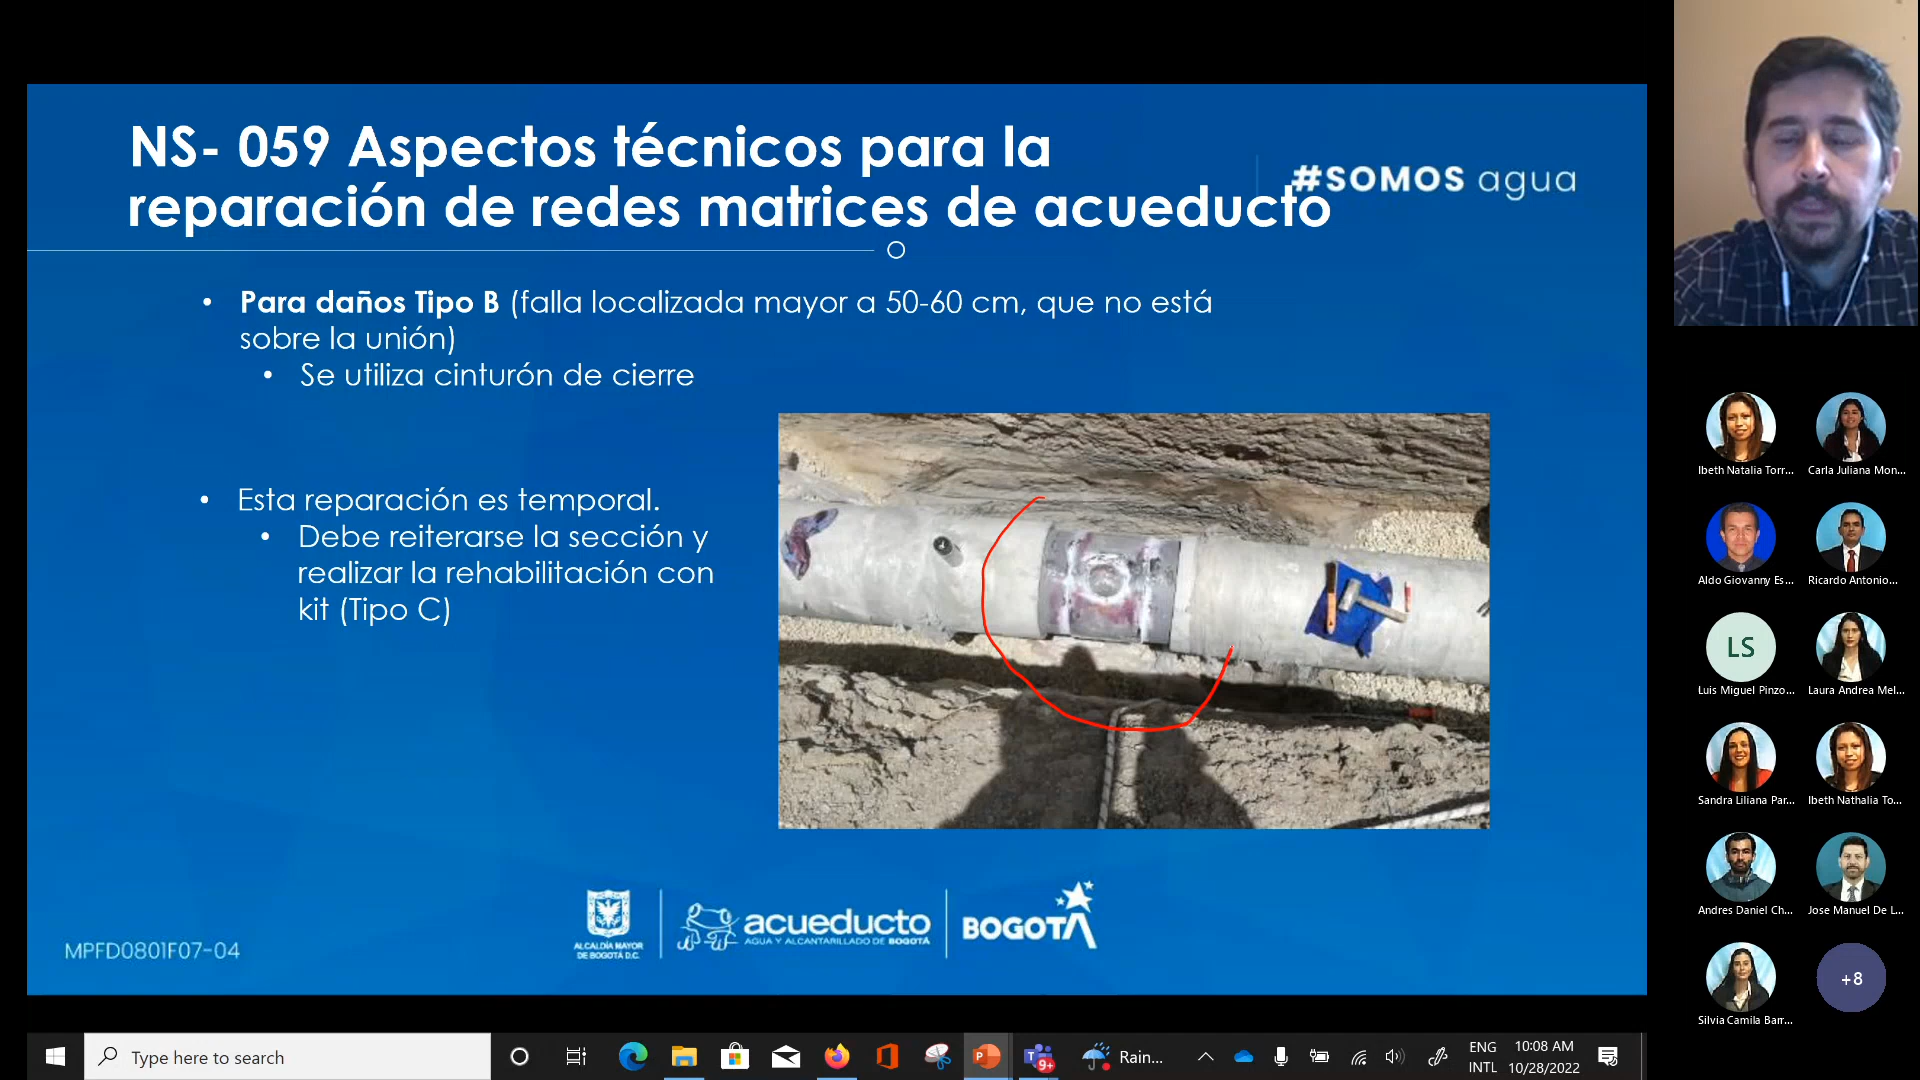 NS- 059 Aspectos técnicos para la
reparación de redes matrices de acueducto
#SOMOS agua
• Para daños Tipo B (falla localizada mayor a 50-60 cm, que no está
sobre la unión)
• Se utiliza cinturón de cierre
• Esta reparación es temporal.
• Debe reiterarse la sección y
realizar la rehabilitación con
kit (Tipo C)
MPFD0801F07-04
ALCALDÍA MAYOR
DE BOGOTÁ D.C.
acueducto
AGUA Y ALCANTARILLADO DE BOGOTÁ
BOGOTÁ
Ibeth Natalia Torr...
Carla Juliana Mon...
Aldo Giovanny Es...
Ricardo Antonio...
LS
Luis Miguel Pinzo...
Laura Andrea Mel...
Sandra Liliana Par...
Ibeth Nathalia To...
Andres Daniel Ch...
Jose Manuel De L...
Silvia Camila Barr...
+8
Type here to search
9+
Rain...
ENG
INTL
10:08 AM
10/28/2022